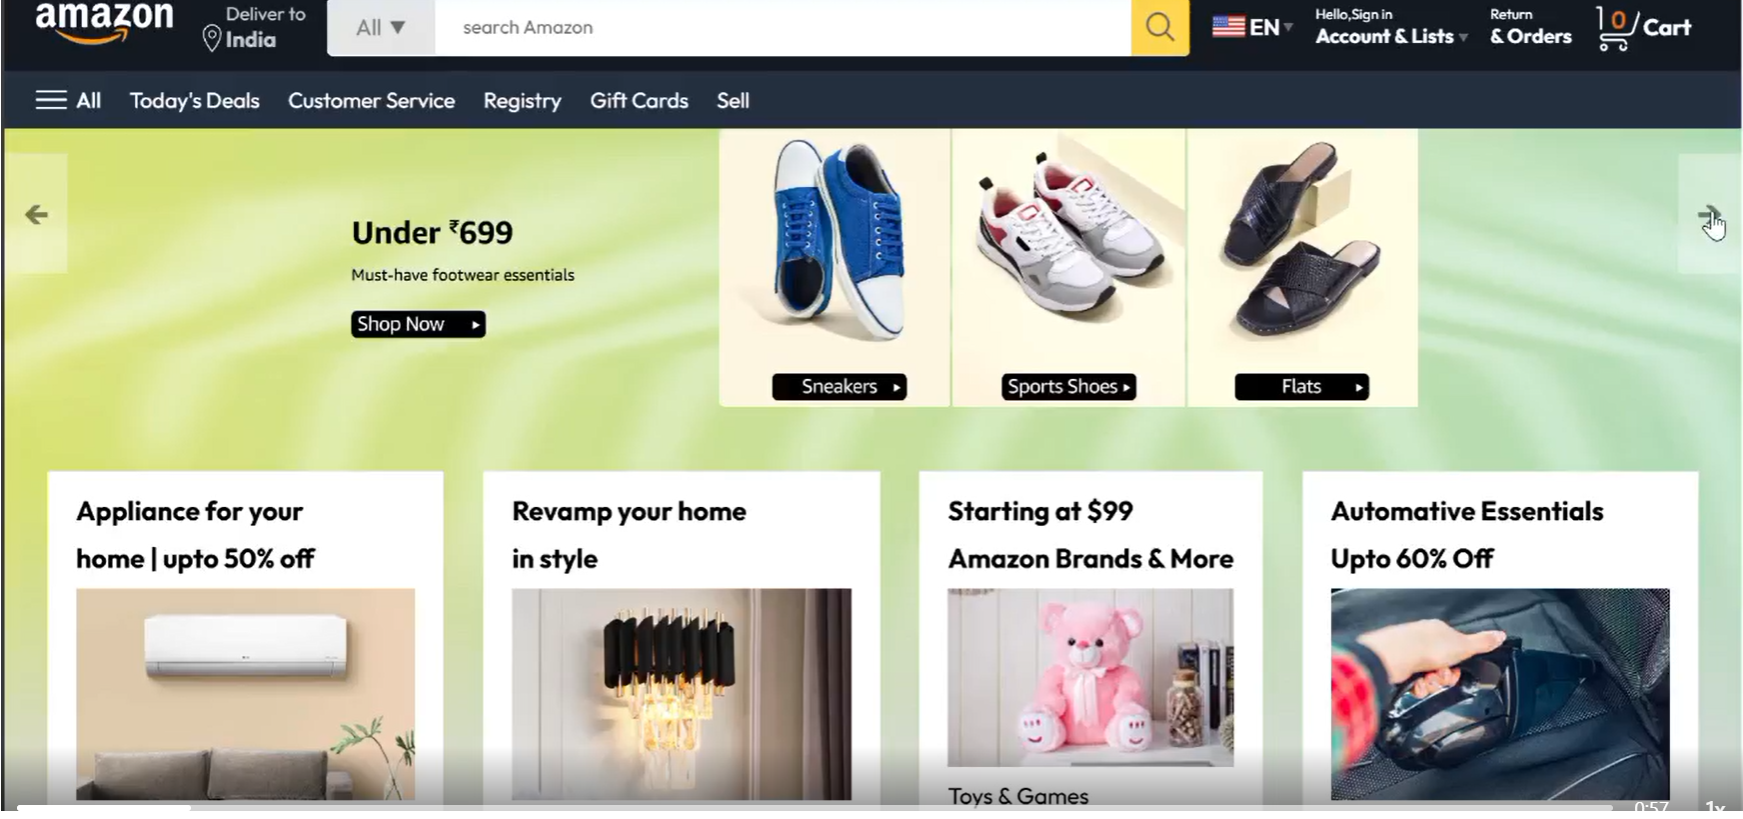 amazon
Deliver to
India
All ▼
search Amazon
EN
Hello,Sign in
Account & Lists
Return
& Orders
0
Cart
All
Today's Deals
Customer Service
Registry
Gift Cards
Sell
Under ₹699
Must-have footwear essentials
Shop Now
Sneakers
Sports Shoes
Flats
Appliance for your
home | upto 50% off
Revamp your home
in style
Starting at $99
Amazon Brands & More
Automative Essentials
Upto 60% Off
Toys & Games
0:57
1x